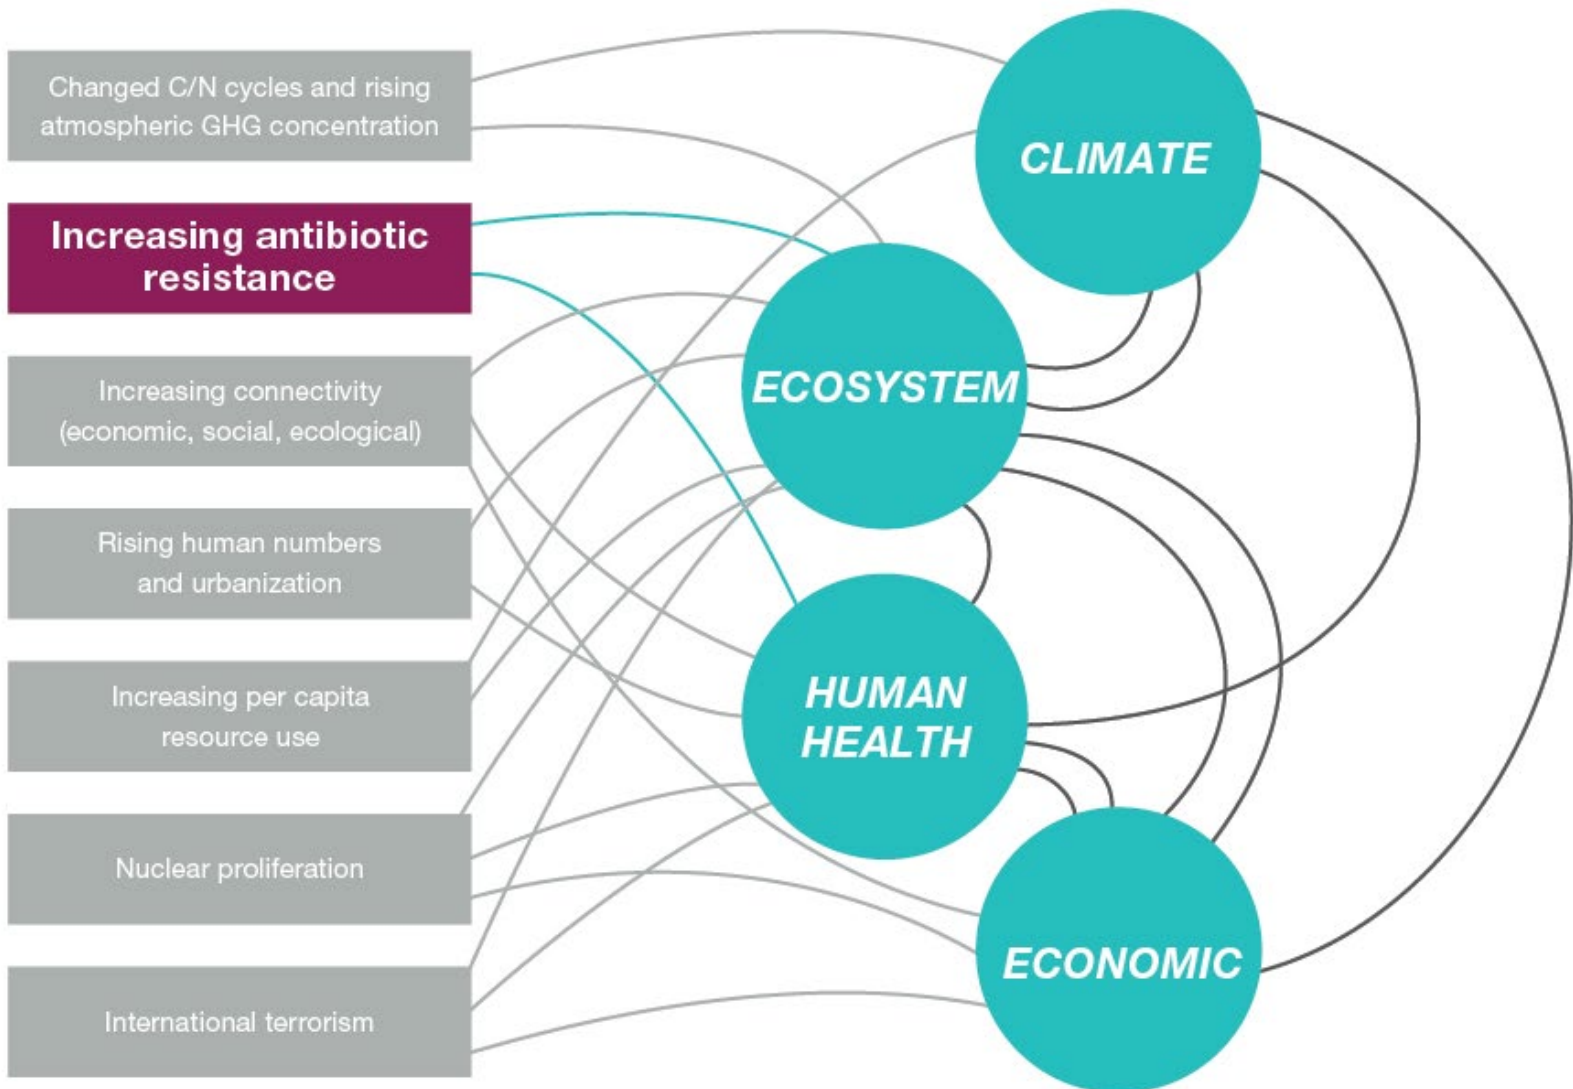 Changed C/N cycles and rising
atmospheric GHG concentration
Increasing antibiotic
resistance
Increasing connectivity
(economic, social, ecological)
Rising human numbers
and urbanization
Increasing per capita
resource use
Nuclear proliferation
International terrorism
CLIMATE
ECOSYSTEM
HUMAN
HEALTH
ECONOMIC